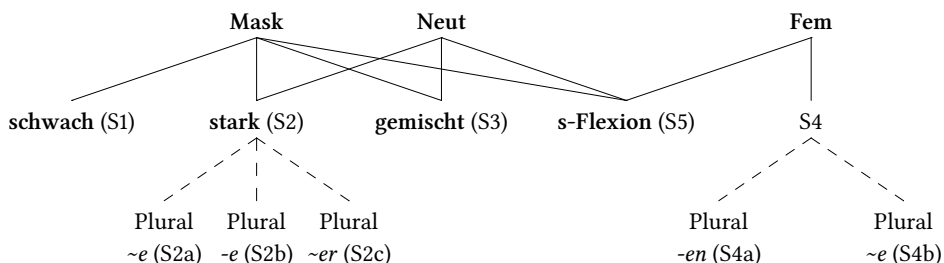 Mask Neut Fem
schwach (S1) stark (S2) gemischt (S3) s-Flexion (S5) S4
Plural Plural Plural Plural Plural
~e (S2a) -e (S2b) ~er (S2c) -en (S4a) ~e (S4b)